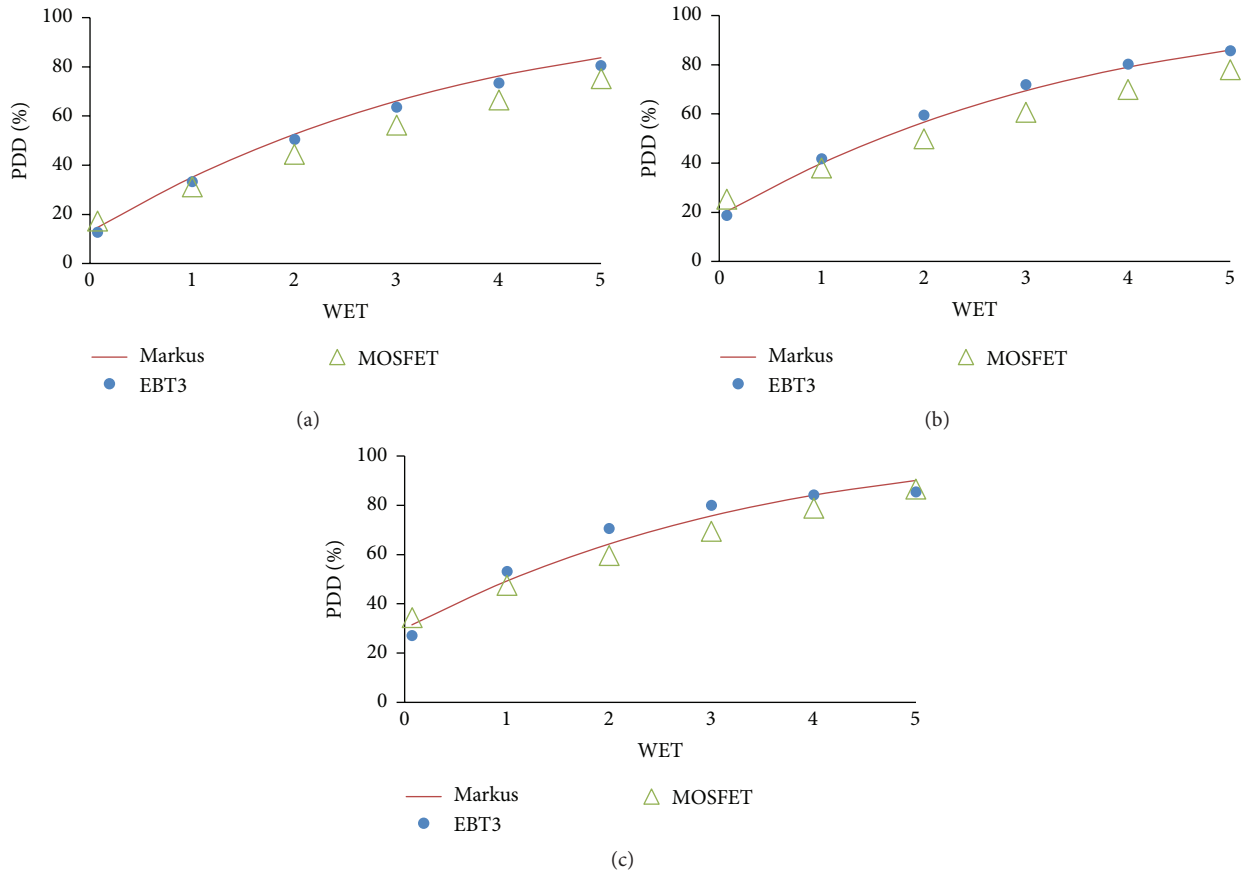 100
80
60
40
20
0
PDD (%)
0 1 2 3 4 5
WET
Markus
MOSFET
EBT3
(a)
100
80
60
40
20
0
PDD (%)
0 1 2 3 4 5
WET
Markus
MOSFET
EBT3
(b)
100
80
60
40
20
0
PDD (%)
0 1 2 3 4 5
WET
Markus
MOSFET
EBT3
(c)